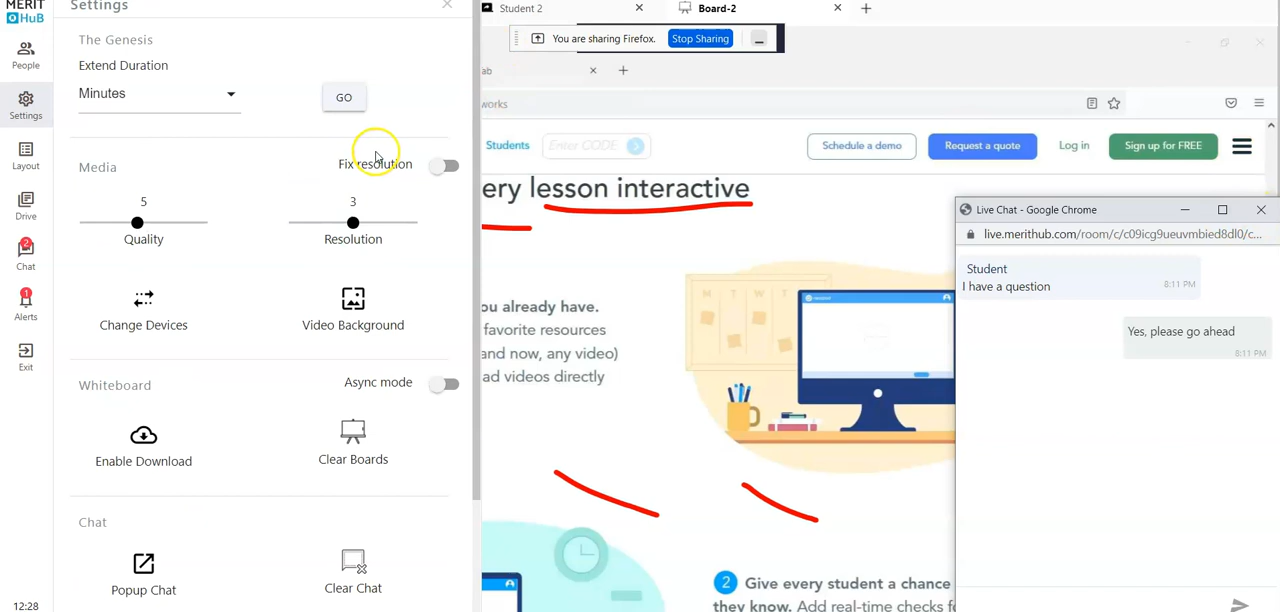 MERIT
HUB
People
Settings
Layout
Drive
2
Chat
1
Alerts
Exit
12:28
Settings
The Genesis
Extend Duration
Minutes
GO
Media
Fix resolution
5
3
Quality
Resolution
Change Devices
Video Background
Whiteboard
Async mode
Enable Download
Clear Boards
Chat
Popup Chat
Clear Chat
Student 2
Board-2
You are sharing Firefox.
Stop Sharing
ab
works
Students
Enter CODE
Schedule a demo
Request a quote
Log in
Sign up for FREE
ery lesson interactive
ou already have.
favorite resources
and now, any video)
ad videos directly
M T W T
2
Give every student a chance
they know. Add real-time checks fo
Live Chat - Google Chrome
live.merithub.com/room/c/c09icg9ueuvmbied8dl0/c...
Student
I have a question
8:11 PM
Yes, please go ahead
8:11 PM